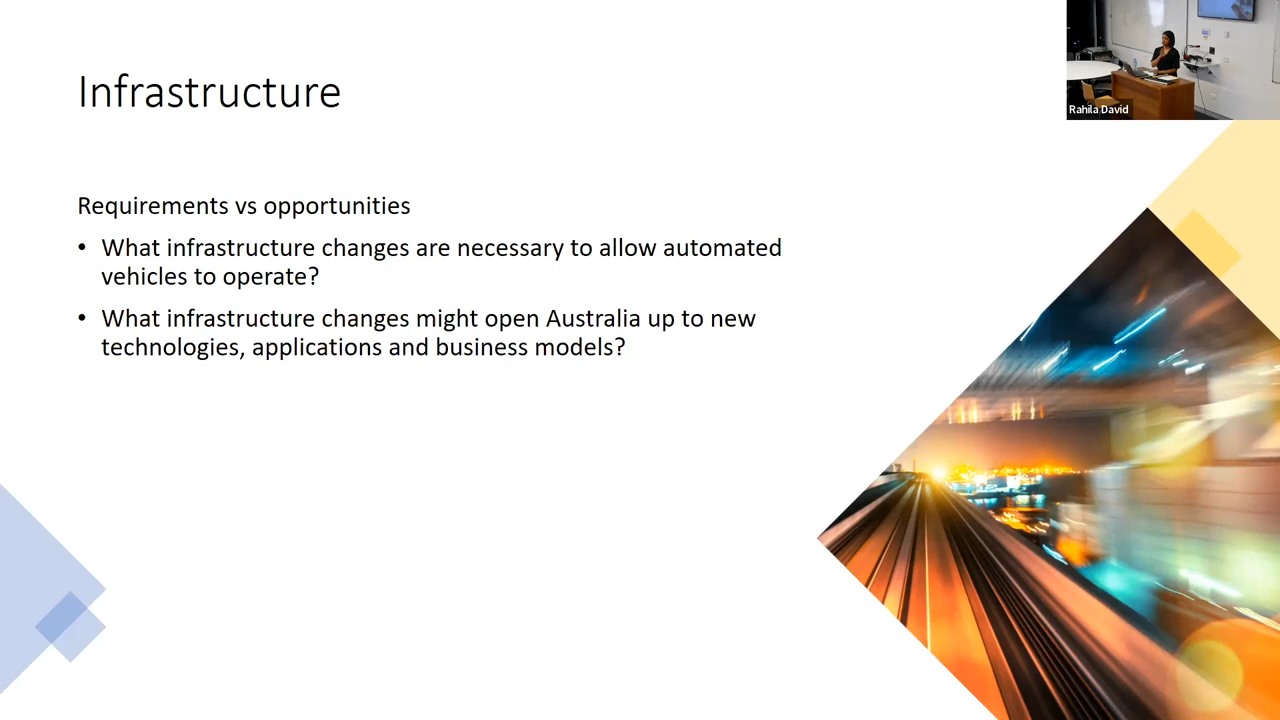 Infrastructure
Rahila David
Requirements vs opportunities
• What infrastructure changes are necessary to allow automated
vehicles to operate?
• What infrastructure changes might open Australia up to new
technologies, applications and business models?